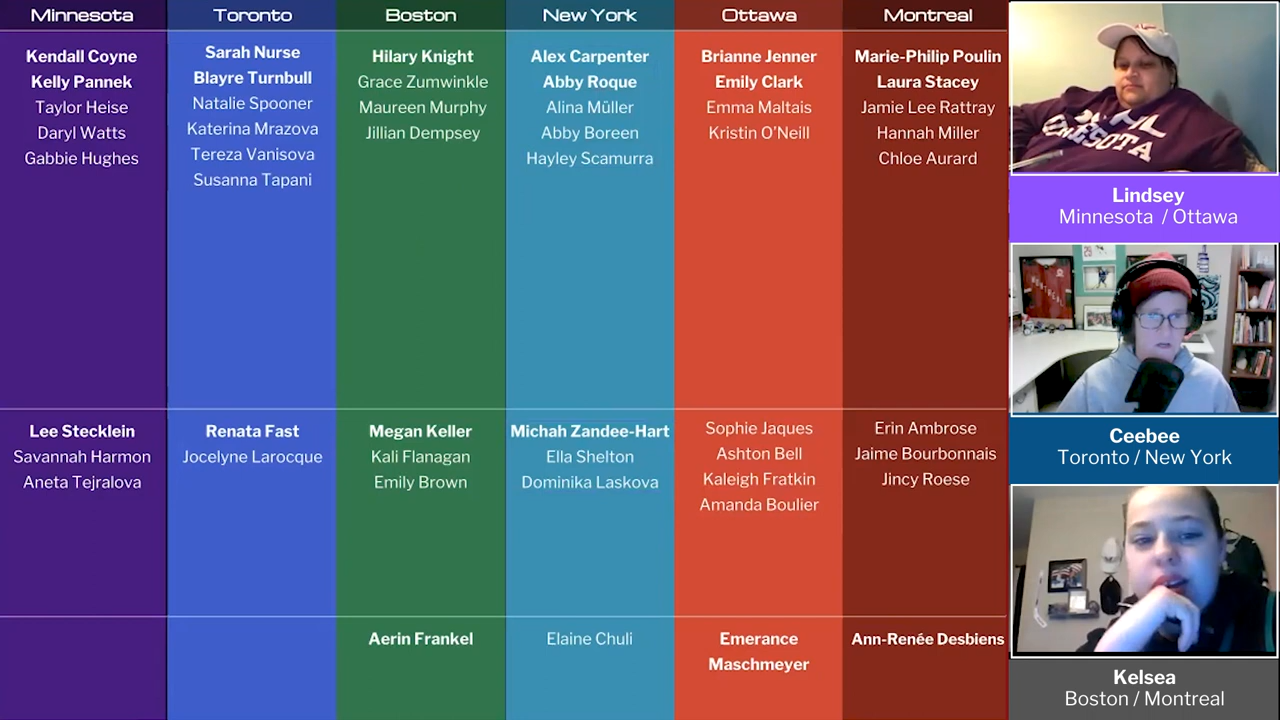 Minnesota
Kendall Coyne
Kelly Pannek
Taylor Heise
Daryl Watts
Gabbie Hughes
Lee Stecklein
Savannah Harmon
Aneta Tejralova
Toronto
Sarah Nurse
Blayre Turnbull
Natalie Spooner
Katerina Mrazova
Tereza Vanisova
Susanna Tapani
Renata Fast
Jocelyne Larocque
Boston
Hilary Knight
Grace Zumwinkle
Maureen Murphy
Jillian Dempsey
Megan Keller
Kali Flanagan
Emily Brown
Aerin Frankel
New York
Alex Carpenter
Abby Roque
Alina Müller
Abby Boreen
Hayley Scamurra
Michah Zandee-Hart
Ella Shelton
Dominika Laskova
Elaine Chuli
Ottawa
Brianne Jenner
Emily Clark
Emma Maltais
Kristin O'Neill
Sophie Jaques
Ashton Bell
Kaleigh Fratkin
Amanda Boulier
Emerance
Maschmeyer
Montreal
Marie-Philip Poulin
Laura Stacey
Jamie Lee Rattray
Hannah Miller
Chloe Aurard
Erin Ambrose
Jaime Bourbonnais
Jincy Roese
Ann-Renée Desbiens
Lindsey
Minnesota / Ottawa
Ceebee
Toronto / New York
Kelsea
Boston / Montreal